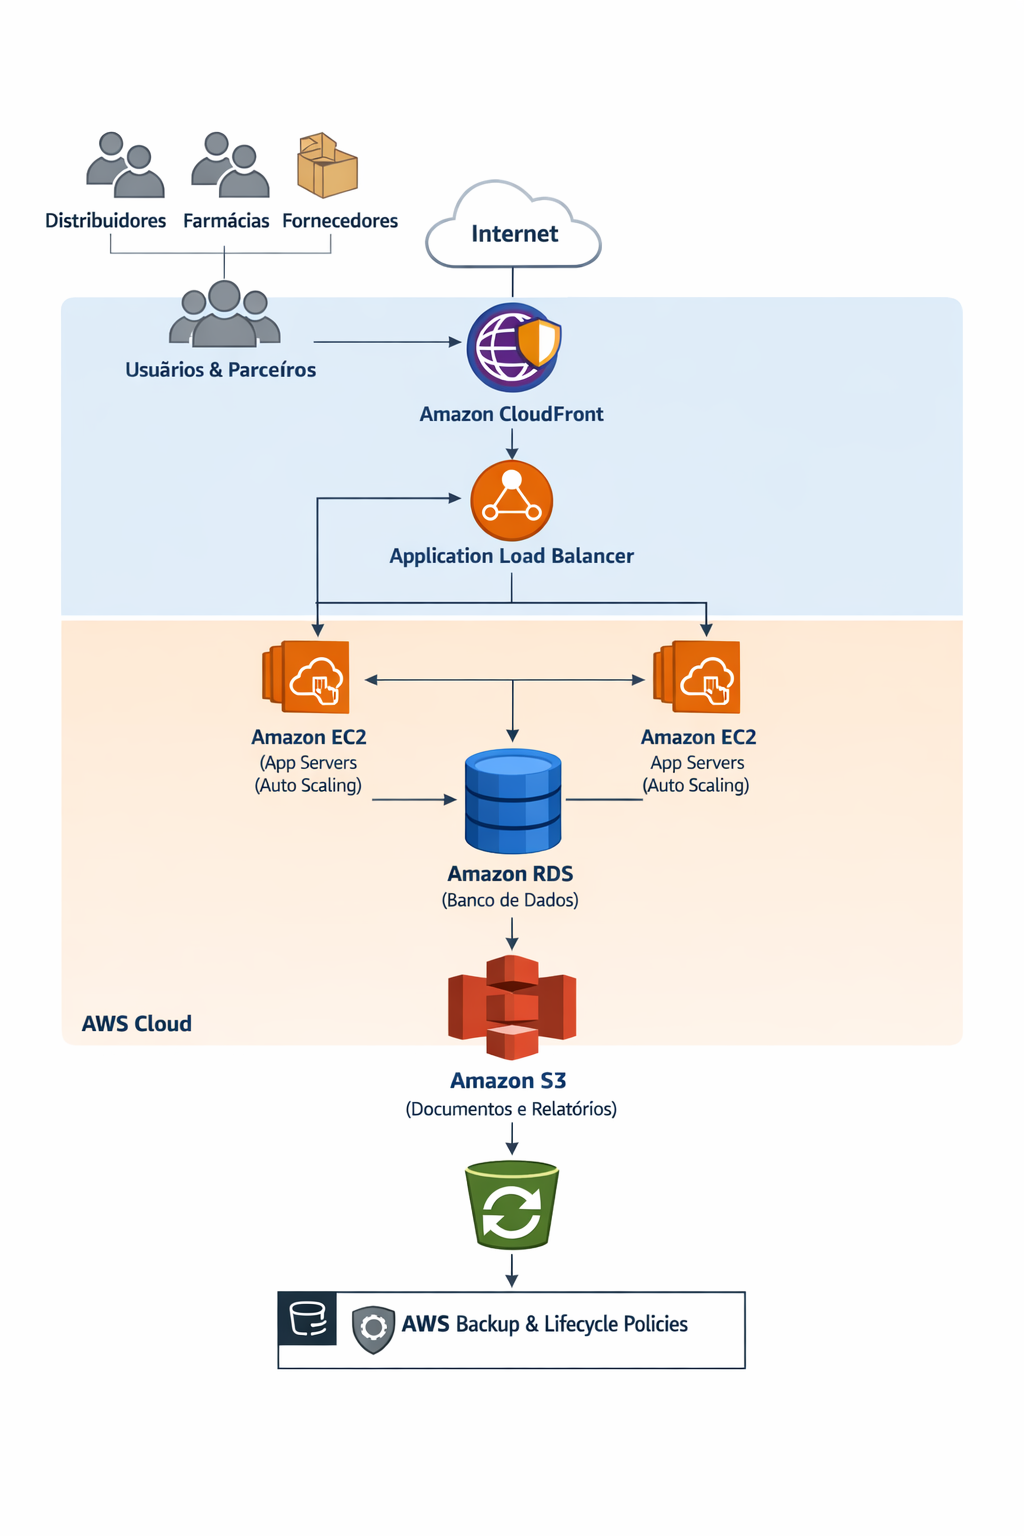 Distribuidores Farmácias Fornecedores
Internet
Usuãrios & Parceíros
Amazon CloudFront
Application Load Balancer
Amazon EC2
(App Servers
(Auto Scaling)
Amazon EC2
App Servers
(Auto Scaling)
Amazon RDS
(Banco de Dados)
AWS Cloud
Amazon S3
(Documentos e Relatórios)
AWS Backup & Lifecycle Policies